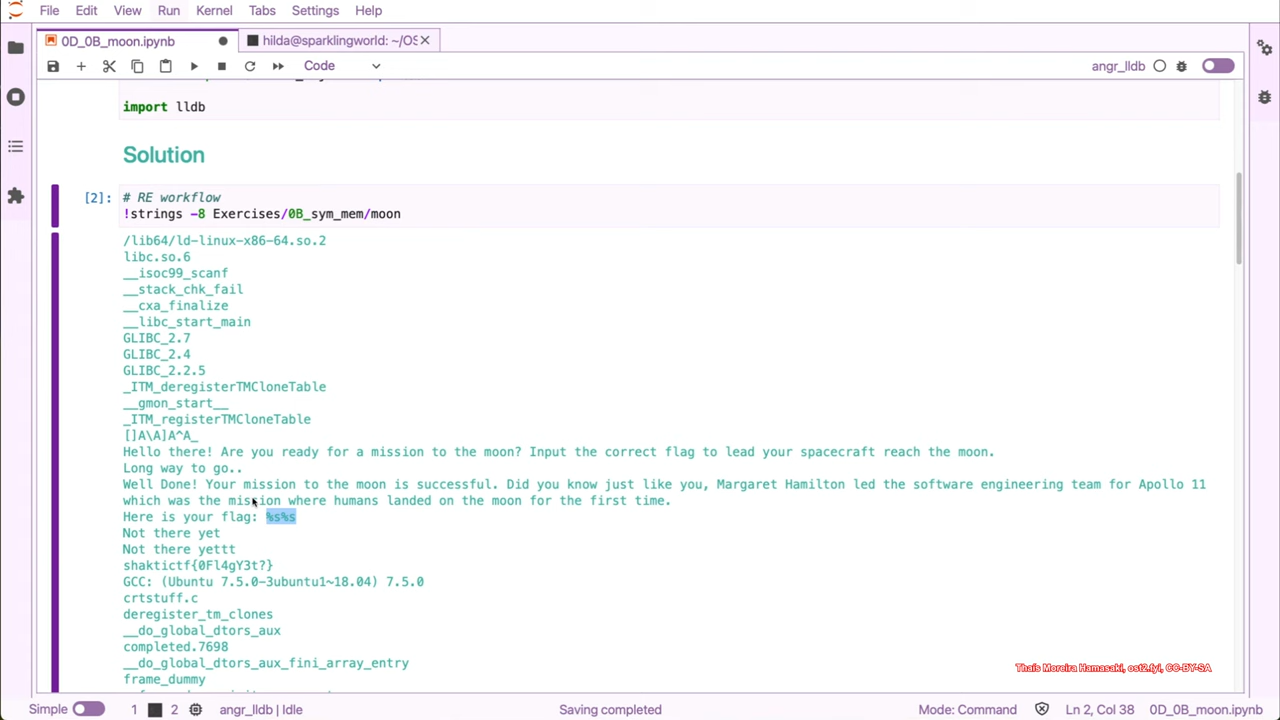 File Edit View Run Kernel Tabs Settings Help
0D_0B_moon.ipynb hilda@sparklingworld: ~/OS
Code angr_lldb
import lldb
Solution
[2]: # RE workflow
!strings -8 Exercises/0B_sym_mem/moon
/lib64/ld-linux-x86-64.so.2
libc.so.6
__isoc99_scanf
__stack_chk_fail
__cxa_finalize
__libc_start_main
GLIBC_2.7
GLIBC_2.4
GLIBC_2.2.5
_ITM_deregisterTMCloneTable
__gmon_start__
_ITM_registerTMCloneTable
[]A\A]A^A_
Hello there! Are you ready for a mission to the moon? Input the correct flag to lead your spacecraft reach the moon.
Long way to go..
Well Done! Your mission to the moon is successful. Did you know just like you, Margaret Hamilton led the software engineering team for Apollo 11
which was the mission where humans landed on the moon for the first time.
Here is your flag: %s%s
Not there yet
Not there yettt
shaktictf{0Fl4gY3t?}
GCC: (Ubuntu 7.5.0-3ubuntu1~18.04) 7.5.0
crtstuff.c
deregister_tm_clones
__do_global_dtors_aux
completed.7698
__do_global_dtors_aux_fini_array_entry
frame_dummy
Thais Moreira Hamasaki, ost2.fyi, CC-BY-SA
Simple 1 2 angr_lldb | Idle Saving completed Mode: Command Ln 2, Col 38 0D_0B_moon.ipynb